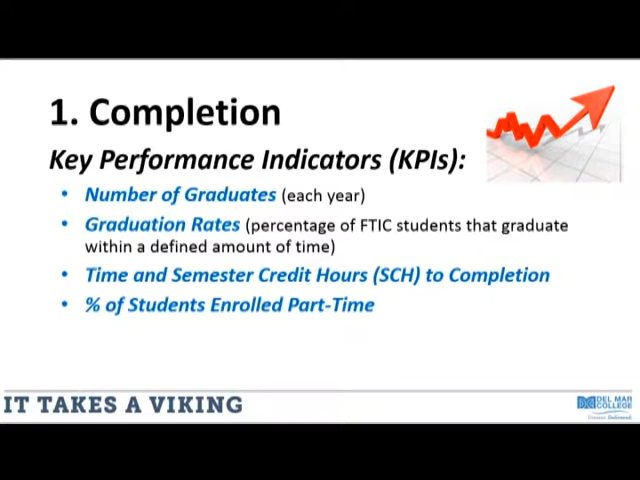 1. Completion
Key Performance Indicators (KPIs):
• Number of Graduates (each year)
• Graduation Rates (percentage of FTIC students that graduate
within a defined amount of time)
• Time and Semester Credit Hours (SCH) to Completion
• % of Students Enrolled Part-Time
IT TAKES A VIKING
DEL MAR
COLLEGE
Dreams. Delivered.